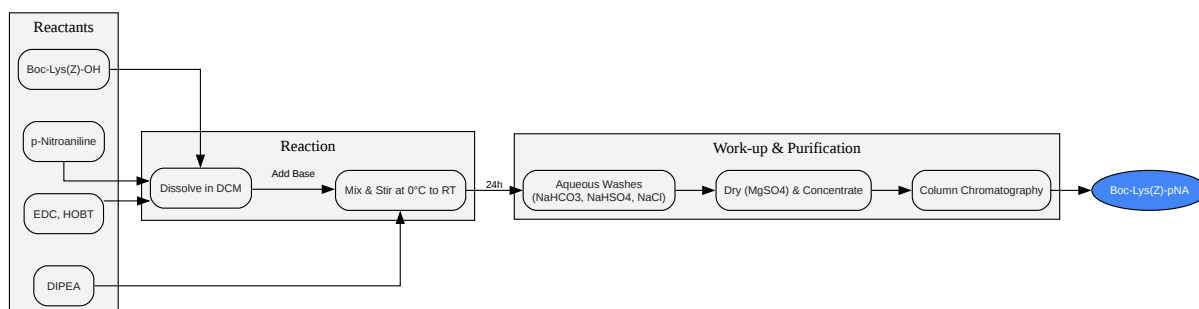 Reactants
Boc-Lys(Z)-OH
p-Nitroaniline
EDC, HOBT
DIPEA
Reaction
Dissolve in DCM
Add Base
Mix & Stir at 0°C to RT
24h
Work-up & Purification
Aqueous Washes
(NaHCO3, NaHSO4, NaCl)
Dry (MgSO4) & Concentrate
Column Chromatography
Boc-Lys(Z)-pNA